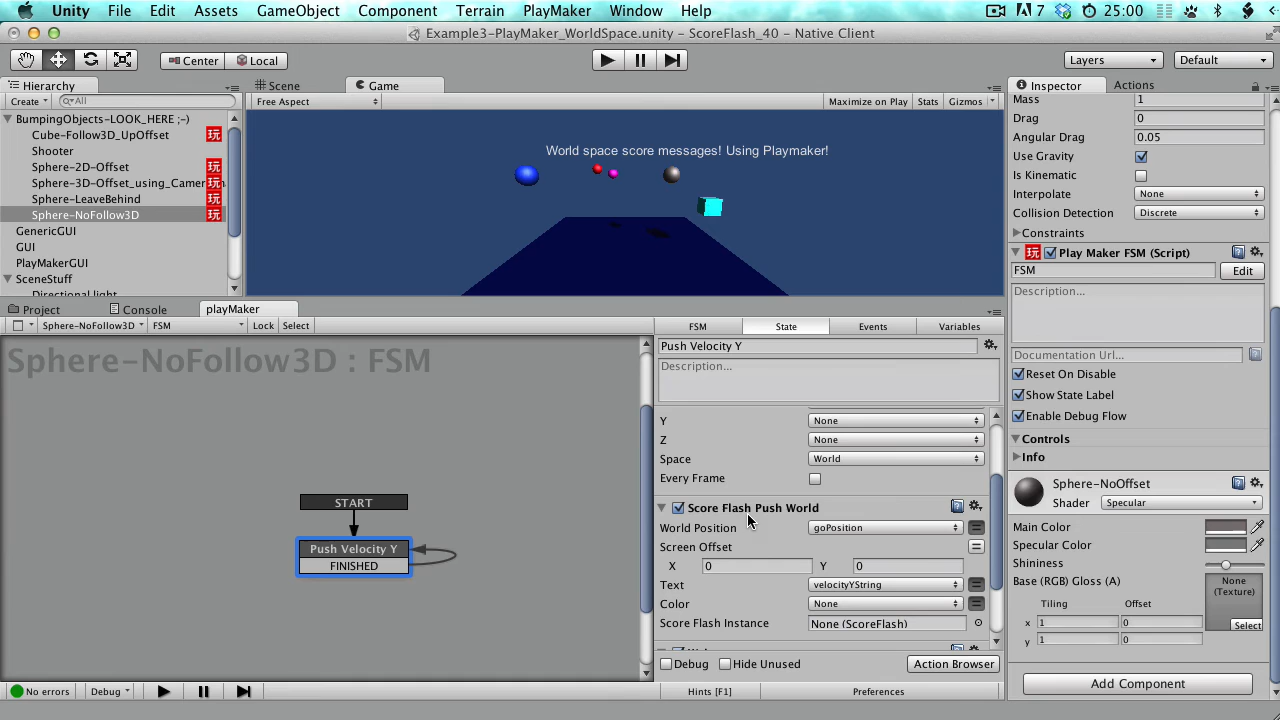 Unity File Edit Assets GameObject Component Terrain PlayMaker Window Help 7 25:00
Example3-PlayMaker_WorldSpace.unity - ScoreFlash_40 - Native Client
Center Local Layers Default
Hierarchy Scene Game Inspector Actions
Create All Free Aspect Maximize on Play Stats Gizmos Mass 1
BumpingObjects-LOOK_HERE ;-) Drag 0
Cube-Follow3D_UpOffset 玩 Angular Drag 0.05
Shooter World space score messages! Using Playmaker! Use Gravity
Sphere-2D-Offset 玩 Is Kinematic
Sphere-3D-Offset_using_Camer 玩 Interpolate None
Sphere-LeaveBehind 玩 Collision Detection Discrete
Sphere-NoFollow3D 玩
GenericGUI Constraints
GUI 玩 Play Maker FSM (Script)
PlayMakerGUI FSM Edit
SceneStuff Description...
Directional light
Project Console playMaker
Sphere-NoFollow3D FSM Lock Select FSM State Events Variables
Sphere-NoFollow3D : FSM Push Velocity Y Documentation Url...
Description... Reset On Disable
Show State Label
Y None Enable Debug Flow
Z None Controls
Space World Info
Every Frame Sphere-NoOffset
START Score Flash Push World Shader Specular
World Position goPosition Main Color
Push Velocity Y Screen Offset Specular Color
FINISHED X 0 Y 0 Shininess
Text velocityYString Base (RGB) Gloss (A) None (Texture)
Color None Tiling Offset
Score Flash Instance None (ScoreFlash) x 1 0 Select
y 1 0
Debug Hide Unused Action Browser
No errors Debug Hints [F1] Preferences Add Component